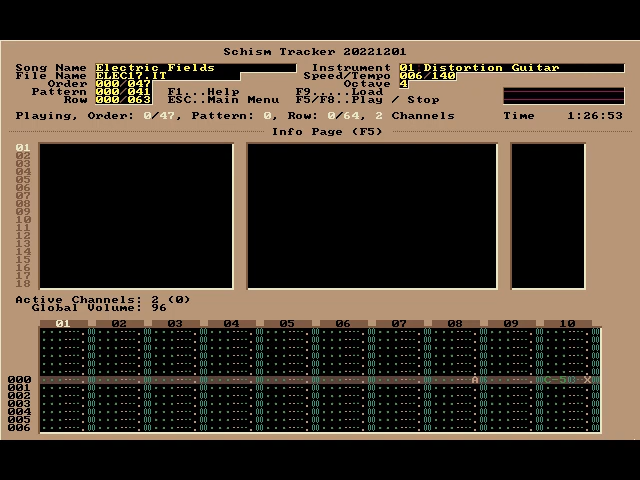 Schism Tracker 20221201
Song Name Electric Fields Instrument 01 Distortion Guitar
File Name ELEC17.IT Speed/Tempo 006/140
Order 000/047 Octave 4
Pattern 000/041 F1...Help F9.....Load
Row 000/063 ESC..Main Menu F5/F8..Play / Stop
Playing, Order: 0/47, Pattern: 0, Row: 0/64, 2 Channels Time 1:26:53
Info Page (F5)
01
02
03
04
05
06
07
08
09
10
11
12
13
14
15
16
17
18
Active Channels: 2 (0)
Global Volume: 96
01 02 03 04 05 06 07 08 09 10
000 A C-5 X
001
002
003
004
005
006